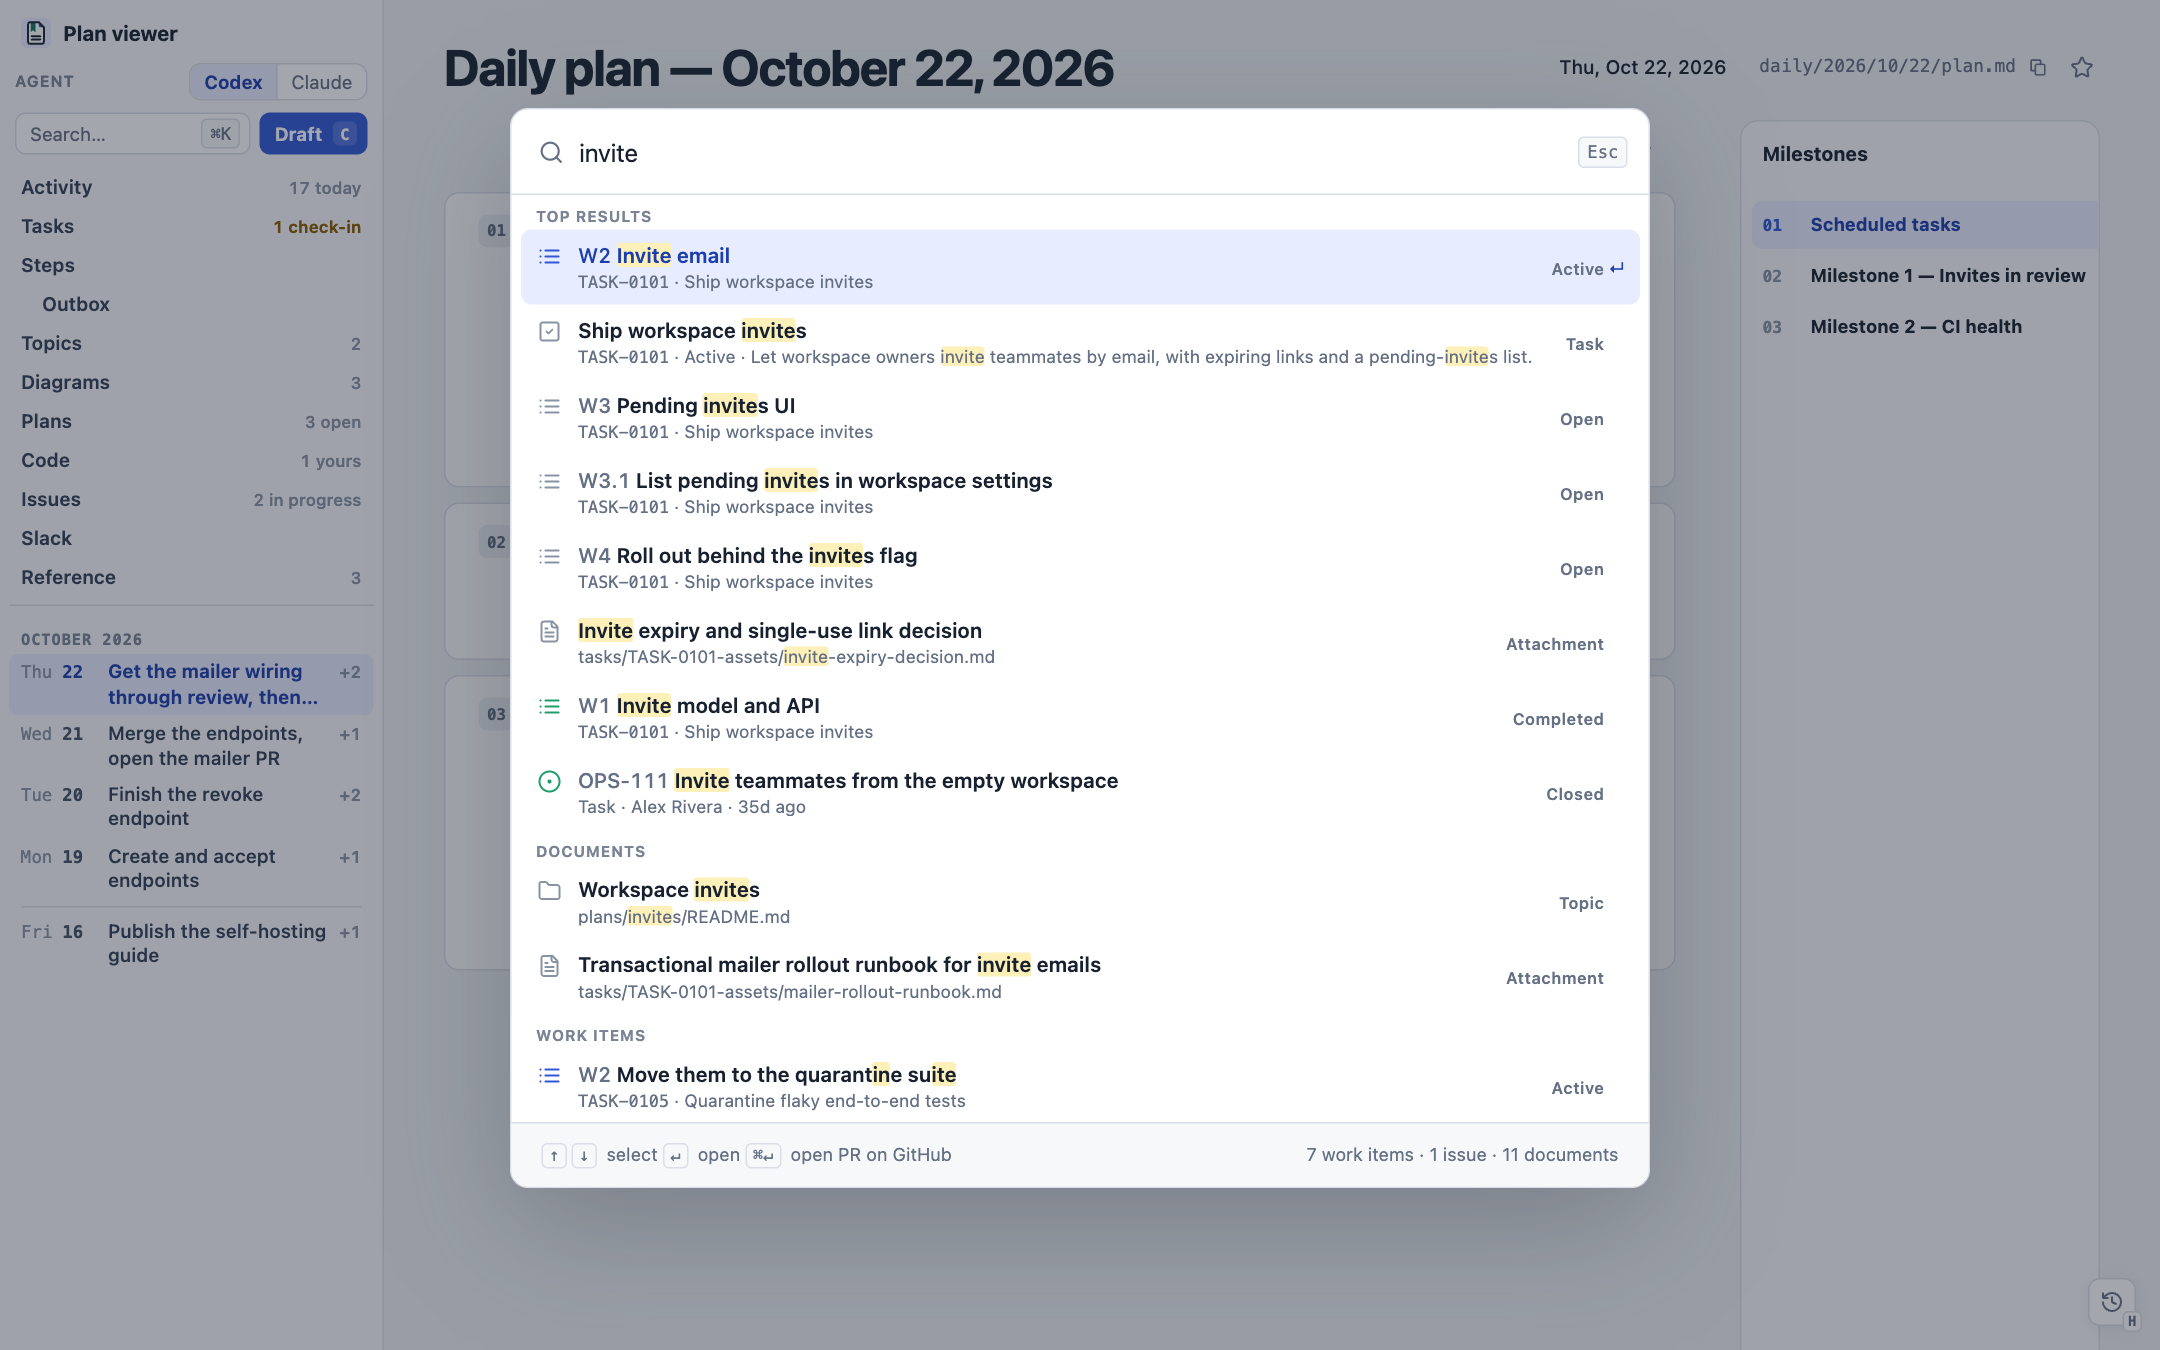 Plan viewer
AGENT
Codex
Claude
Search...
⌘K
Draft C
Activity 17 today
Tasks 1 check-in
Steps
Outbox
Topics 2
Diagrams 3
Plans 3 open
Code 1 yours
Issues 2 in progress
Slack
Reference 3
OCTOBER 2026
Thu 22 Get the mailer wiring +2
through review, then...
Wed 21 Merge the endpoints, +1
open the mailer PR
Tue 20 Finish the revoke +2
endpoint
Mon 19 Create and accept +1
endpoints
Fri 16 Publish the self-hosting +1
guide
Daily plan — October 22, 2026
Thu, Oct 22, 2026
daily/2026/10/22/plan.md
01
02
03
invite
Esc
TOP RESULTS
W2 Invite email
TASK-0101 · Ship workspace invites
Active ↵
Ship workspace invites
TASK-0101 · Active · Let workspace owners invite teammates by email, with expiring links and a pending-invites list.
Task
W3 Pending invites UI
TASK-0101 · Ship workspace invites
Open
W3.1 List pending invites in workspace settings
TASK-0101 · Ship workspace invites
Open
W4 Roll out behind the invites flag
TASK-0101 · Ship workspace invites
Open
Invite expiry and single-use link decision
tasks/TASK-0101-assets/invite-expiry-decision.md
Attachment
W1 Invite model and API
TASK-0101 · Ship workspace invites
Completed
OPS-111 Invite teammates from the empty workspace
Task · Alex Rivera · 35d ago
Closed
DOCUMENTS
Workspace invites
plans/invites/README.md
Topic
Transactional mailer rollout runbook for invite emails
tasks/TASK-0101-assets/mailer-rollout-runbook.md
Attachment
WORK ITEMS
W2 Move them to the quarantine suite
TASK-0105 · Quarantine flaky end-to-end tests
Active
↑ ↓ select ↵ open ⌘↵ open PR on GitHub
7 work items · 1 issue · 11 documents
Milestones
01 Scheduled tasks
02 Milestone 1 — Invites in review
03 Milestone 2 — CI health
H